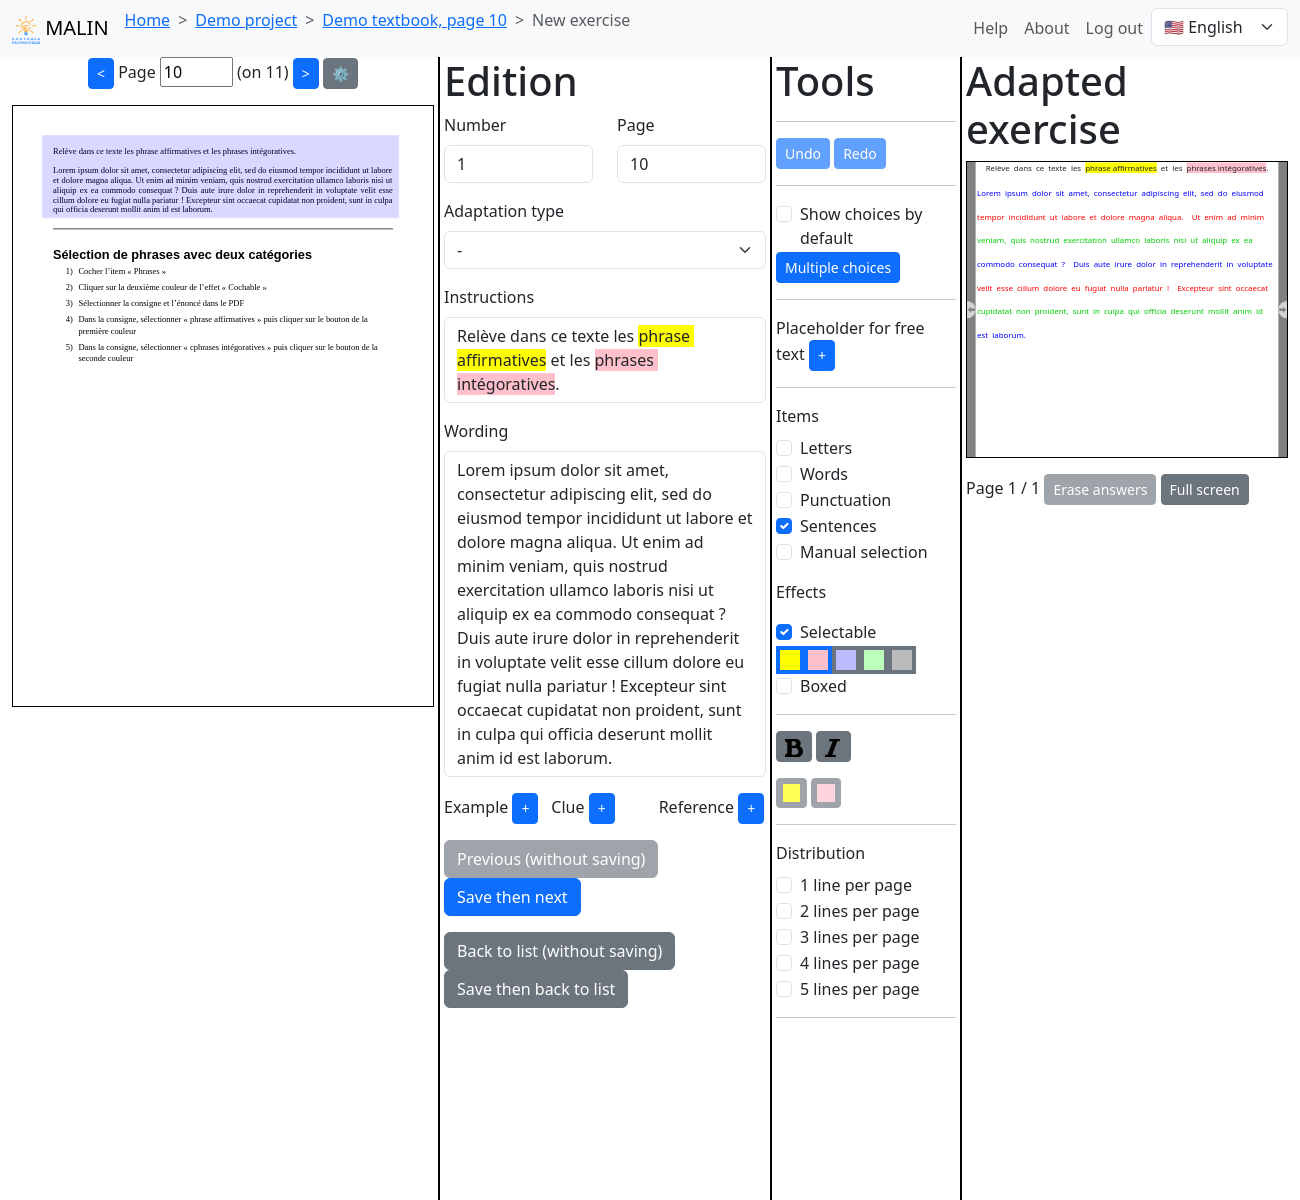 MALIN Home > Demo project > Demo textbook, page 10 > New exercise Help About Log out English
< Page 10 (on 11) >
Relève dans ce texte les phrase affirmatives et les phrases intégoratives.
Lorem ipsum dolor sit amet, consectetur adipiscing elit, sed do eiusmod tempor incididunt ut labore
et dolore magna aliqua. Ut enim ad minim veniam, quis nostrud exercitation ullamco laboris nisi ut
aliquip ex ea commodo consequat ? Duis aute irure dolor in reprehenderit in voluptate velit esse
cillum dolore eu fugiat nulla pariatur ! Excepteur sint occaecat cupidatat non proident, sunt in culpa
qui officia deserunt mollit anim id est laborum.
Sélection de phrases avec deux catégories
1) Cocher l’item « Phrases »
2) Cliquer sur la deuxième couleur de l’effet « Cochable »
3) Sélectionner la consigne et l’énoncé dans le PDF
4) Dans la consigne, sélectionner « phrase affirmatives » puis cliquer sur le bouton de la
première couleur
5) Dans la consigne, sélectionner « cphrases intégoratives » puis cliquer sur le bouton de la
seconde couleur
Edition
Number Page
1 10
Adaptation type
-
Instructions
Relève dans ce texte les phrase
affirmatives et les phrases
intégoratives.
Wording
Lorem ipsum dolor sit amet,
consectetur adipiscing elit, sed do
eiusmod tempor incididunt ut labore et
dolore magna aliqua. Ut enim ad
minim veniam, quis nostrud
exercitation ullamco laboris nisi ut
aliquip ex ea commodo consequat ?
Duis aute irure dolor in reprehenderit
in voluptate velit esse cillum dolore eu
fugiat nulla pariatur ! Excepteur sint
occaecat cupidatat non proident, sunt
in culpa qui officia deserunt mollit
anim id est laborum.
Example + Clue + Reference +
Previous (without saving)
Save then next
Back to list (without saving)
Save then back to list
Tools
Undo Redo
Show choices by
default
Multiple choices
Placeholder for free
text +
Items
Letters
Words
Punctuation
Sentences
Manual selection
Effects
Selectable
Boxed
B I
Distribution
1 line per page
2 lines per page
3 lines per page
4 lines per page
5 lines per page
Adapted
exercise
Relève dans ce texte les phrase affirmatives et les phrases intégoratives.
Lorem ipsum dolor sit amet, consectetur adipiscing elit, sed do eiusmod
tempor incididunt ut labore et dolore magna aliqua. Ut enim ad minim
veniam, quis nostrud exercitation ullamco laboris nisi ut aliquip ex ea
commodo consequat ? Duis aute irure dolor in reprehenderit in voluptate
velit esse cillum dolore eu fugiat nulla pariatur ! Excepteur sint occaecat
cupidatat non proident, sunt in culpa qui officia deserunt mollit anim id
est laborum.
Page 1 / 1 Erase answers Full screen